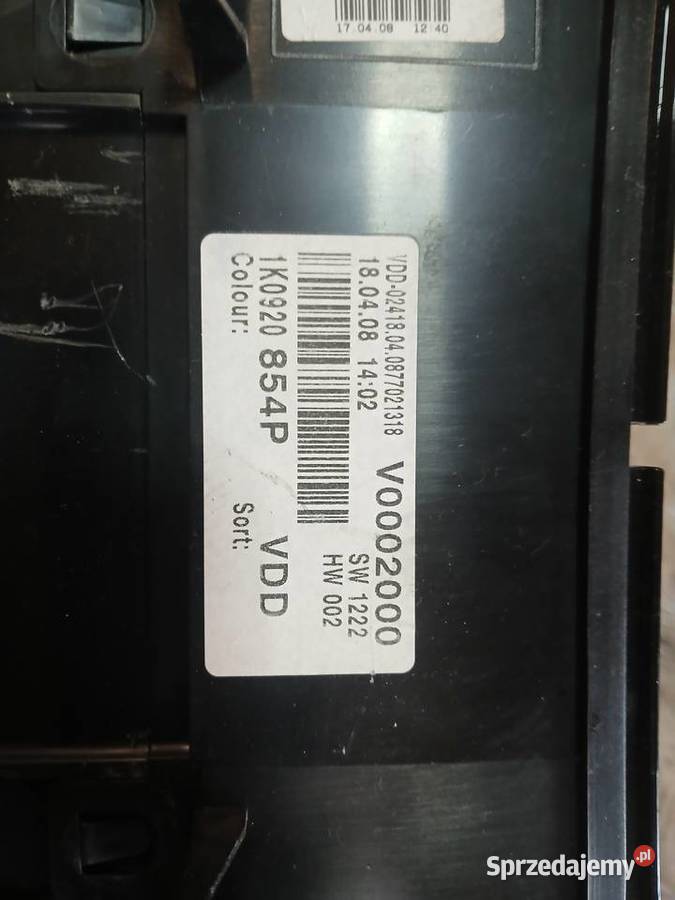 17.04.08 12:40
VDD-02418.04.0877021318
V0002000
18.04.08 14:02
SW 1222
HW 002
1K0920 854P VDD
Colour: Sort:
Sprzedajemy.pl